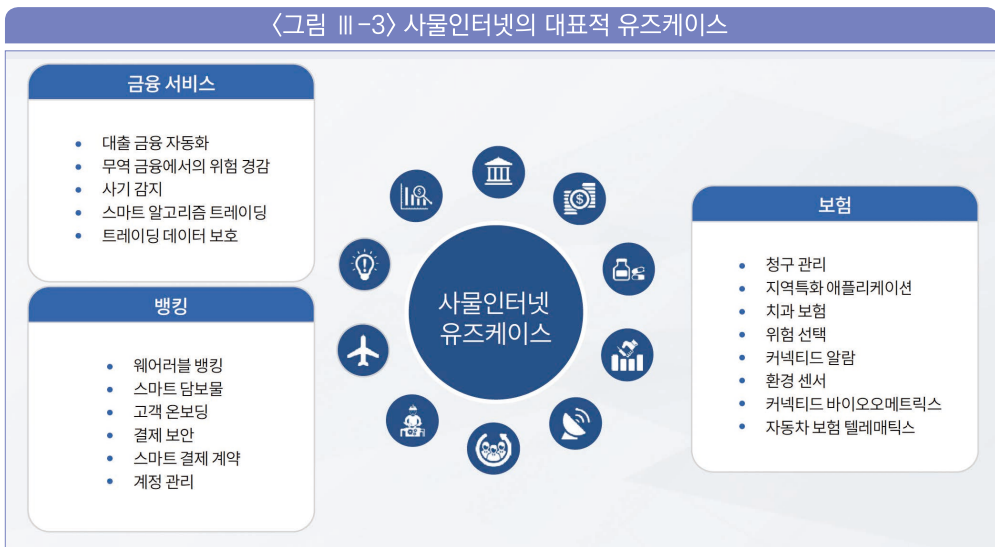 〈그림 Ⅲ-3〉 사물인터넷의 대표적 유즈케이스
금융 서비스
• 대출 금융 자동화
• 무역 금융에서의 위험 경감
• 사기 감지
• 스마트 알고리즘 트레이딩
• 트레이딩 데이터 보호
뱅킹
• 웨어러블 뱅킹
• 스마트 담보물
• 고객 온보딩
• 결제 보안
• 스마트 결제 계약
• 계정 관리
사물인터넷
유즈케이스
보험
• 청구 관리
• 지역특화 애플리케이션
• 치과 보험
• 위험 선택
• 커넥티드 알람
• 환경 센서
• 커넥티드 바이오오메트릭스
• 자동차 보험 텔레매틱스